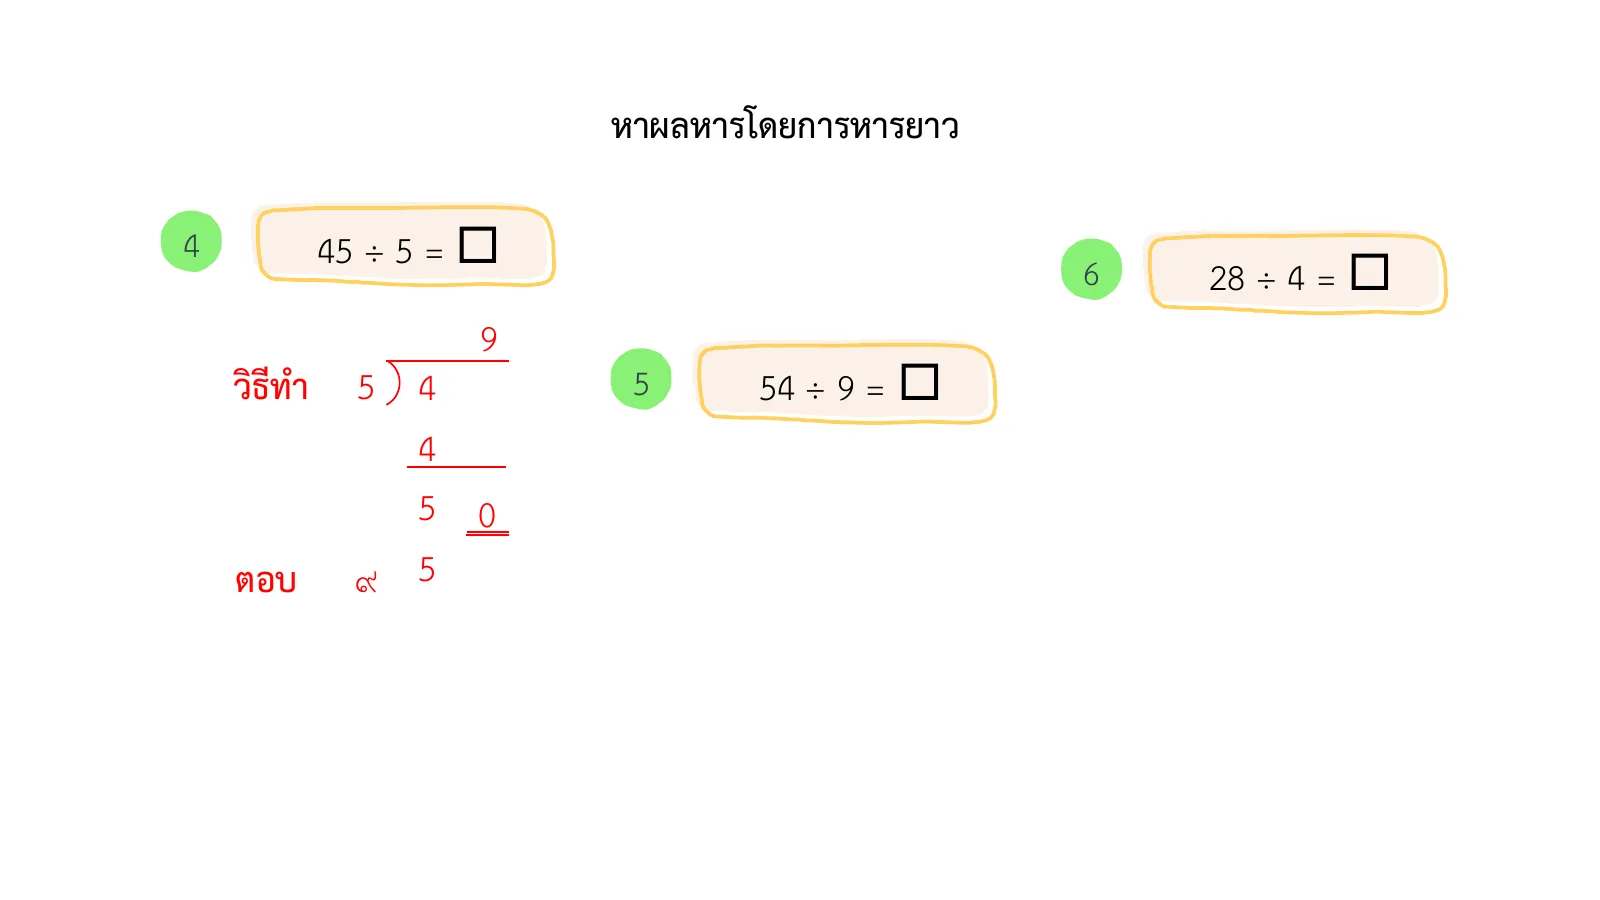 หาผลหารโดยการหารยาว
4
45 ÷ 5 = □
9
วิธีทำ 5 4
4
5 0
5
ตอบ ๙
5
54 ÷ 9 = □
6
28 ÷ 4 = □